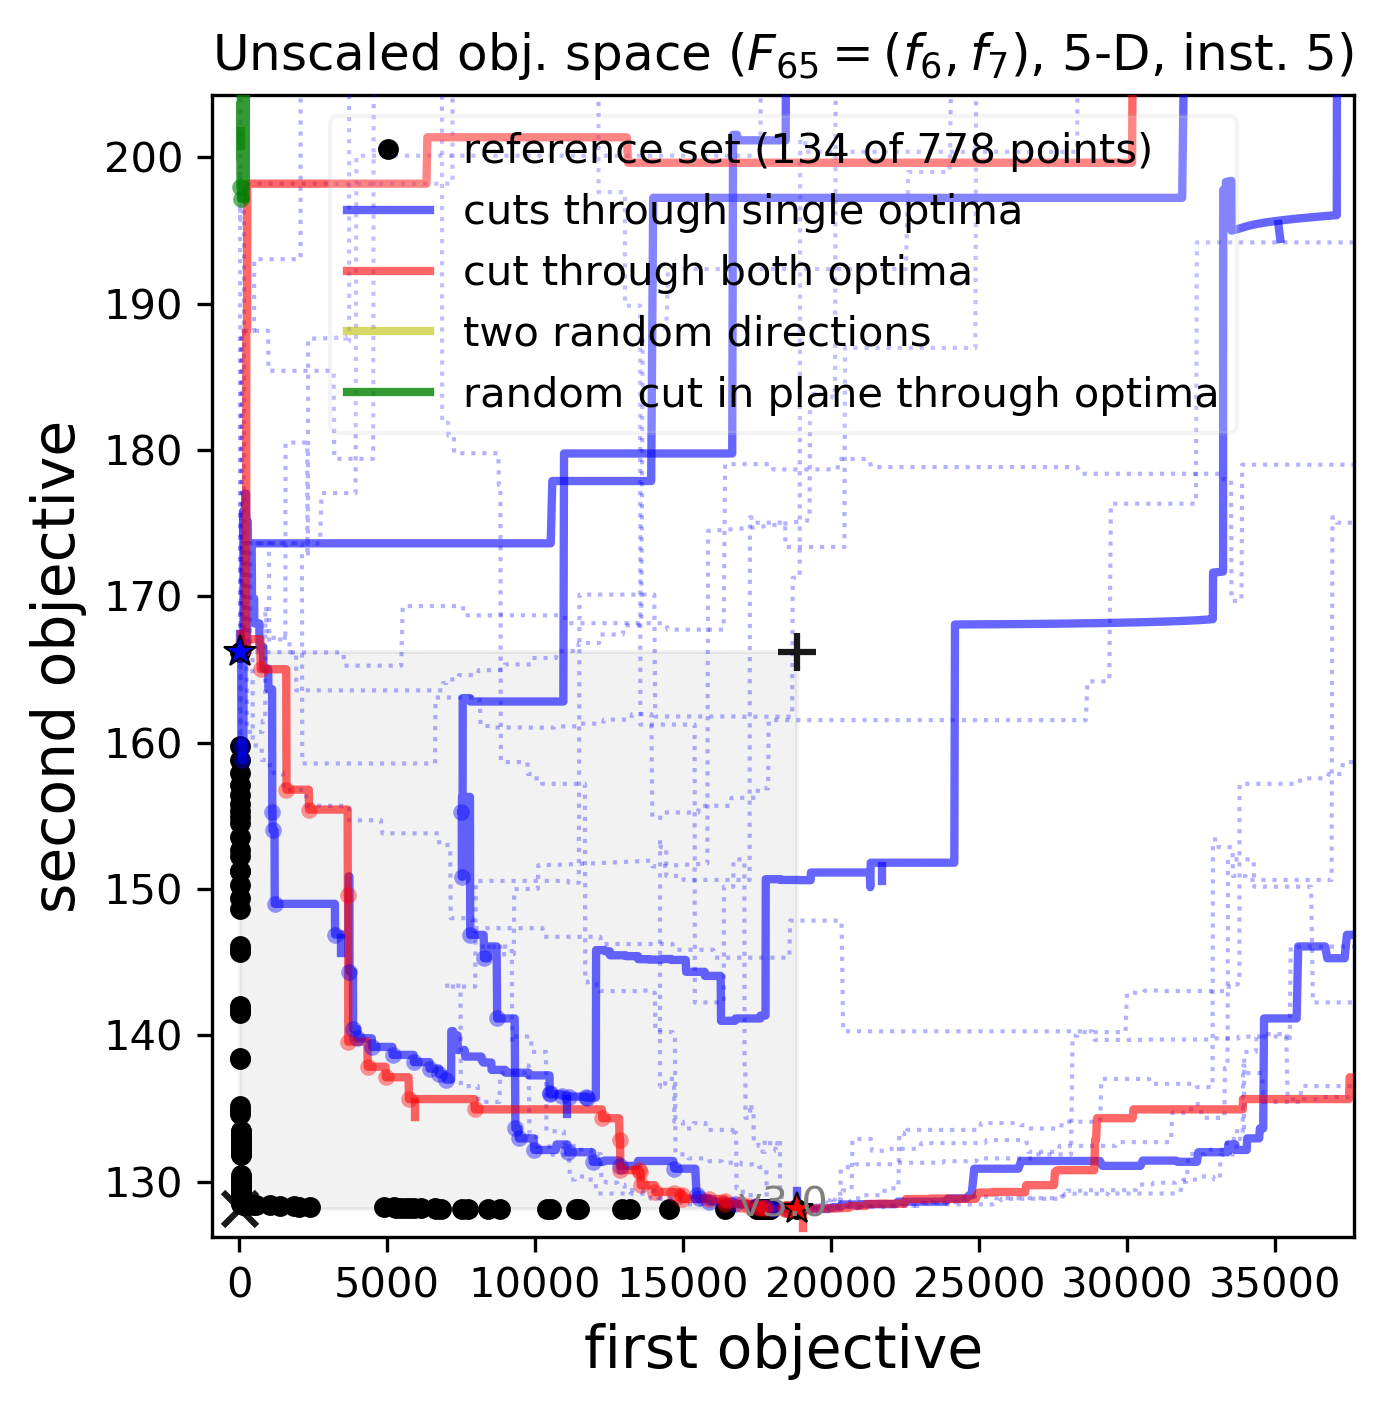 Unscaled obj. space (F₆₅ = (f₆, f₇), 5-D, inst. 5)
reference set (134 of 778 points)
cuts through single optima
cut through both optima
two random directions
random cut in plane through optima
second objective
200
190
180
170
160
150
140
130
v3.0
0 5000 10000 15000 20000 25000 30000 35000
first objective